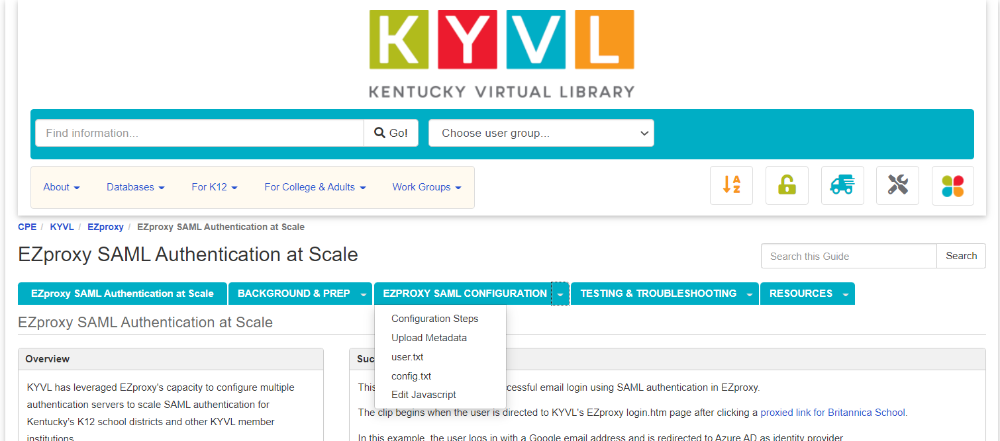 KYVL
KENTUCKY VIRTUAL LIBRARY
Find information...
Go!
Choose user group...
About
Databases
For K12
For College & Adults
Work Groups
A
Z
CPE / KYVL / EZproxy / EZproxy SAML Authentication at Scale
EZproxy SAML Authentication at Scale
Search this Guide
Search
EZproxy SAML Authentication at Scale
BACKGROUND & PREP
EZPROXY SAML CONFIGURATION
TESTING & TROUBLESHOOTING
RESOURCES
Configuration Steps
Upload Metadata
user.txt
config.txt
Edit Javascript
EZproxy SAML Authentication at Scale
Overview
KYVL has leveraged EZproxy's capacity to configure multiple
authentication servers to scale SAML authentication for
Kentucky's K12 school districts and other KYVL member
institutions.
Suc
This
cessful email login using SAML authentication in EZproxy.
The clip begins when the user is directed to KYVL's EZproxy login.htm page after clicking a proxied link for Britannica School.
In this example, the user logs in with a Google email address and is redirected to Azure AD as identity provider